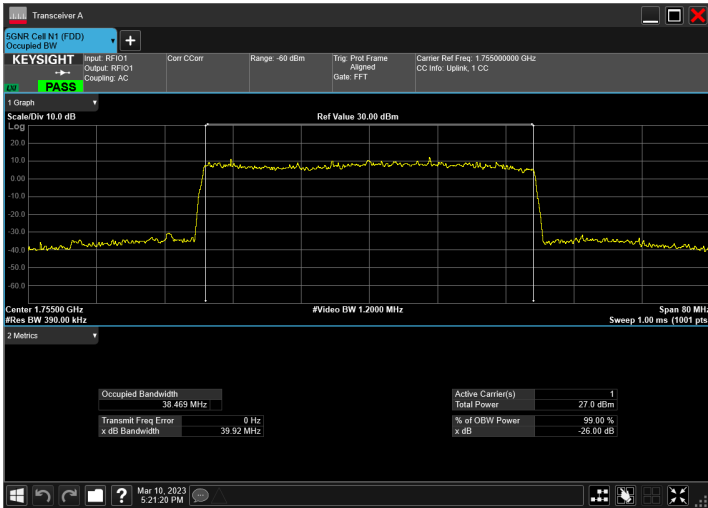 Transceiver A
5GNR Cell N1 (FDD)
Occupied BW
KEYSIGHT
PASS
Input: RFIO1
Output: RFIO1
Coupling: AC
Corr CCorr
Range: -60 dBm
Trig: Prot Frame
Aligned
Gate: FFT
Carrier Ref Freq: 1.755000000 GHz
CC Info: Uplink, 1 CC
1 Graph
Scale/Div 10.0 dB
Ref Value 30.00 dBm
Log
20.0
10.0
0.00
-10.0
-20.0
-30.0
-40.0
-50.0
-60.0
Center 1.75500 GHz
#Video BW 1.2000 MHz
Span 80 MHz
#Res BW 390.00 kHz
Sweep 1.00 ms (1001 pts
2 Metrics
Occupied Bandwidth
38.469 MHz
Transmit Freq Error 0 Hz
x dB Bandwidth 39.92 MHz
Active Carrier(s) 1
Total Power 27.0 dBm
% of OBW Power 99.00 %
x dB -26.00 dB
Mar 10, 2023
5:21:20 PM